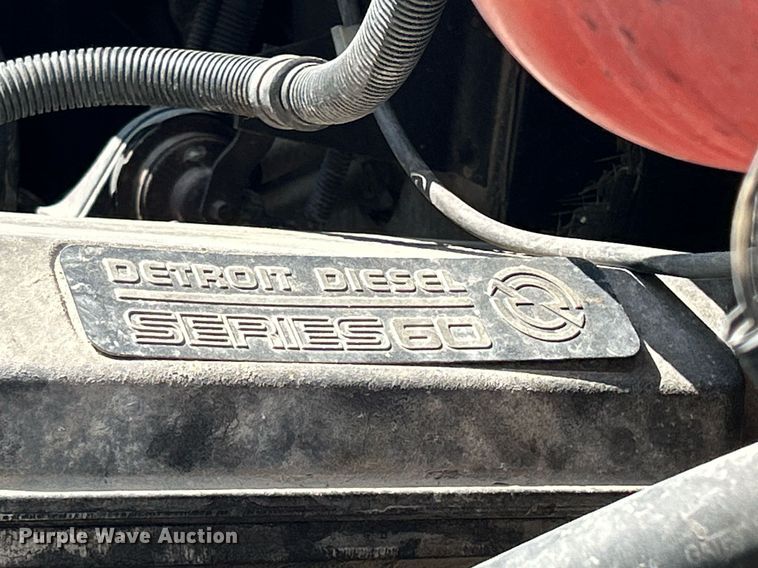 DETROIT DIESEL
SERIES 60
Purple Wave Auction